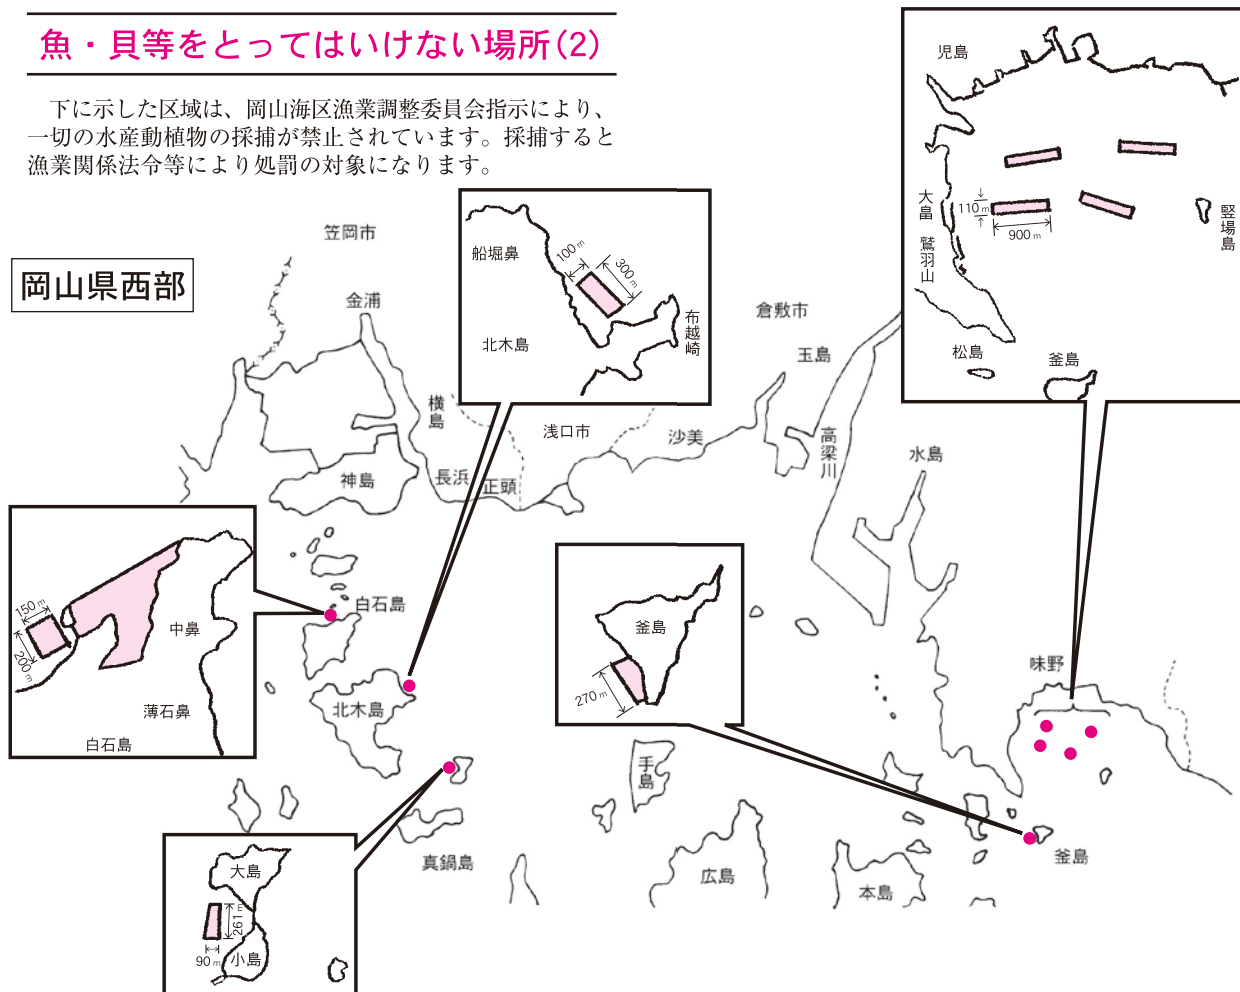 魚・貝等をとってはいけない場所(2)
下に示した区域は、岡山海区漁業調整委員会指示により、
一切の水産動植物の採捕が禁止されています。採捕すると
漁業関係法令等により処罰の対象になります。
岡山県西部
児島
大畠
鷲羽山
110m
900m
竪場島
松島
釜島
船堀鼻
100m
300m
北木島
布越崎
笠岡市
金浦
横島
倉敷市
玉島
浅口市
沙美
高梁川
水島
神島
長浜
正頭
150m
200m
中鼻
薄石鼻
白石島
白石島
北木島
釜島
270m
味野
手島
真鍋島
広島
本島
釜島
大島
261m
90m
小島